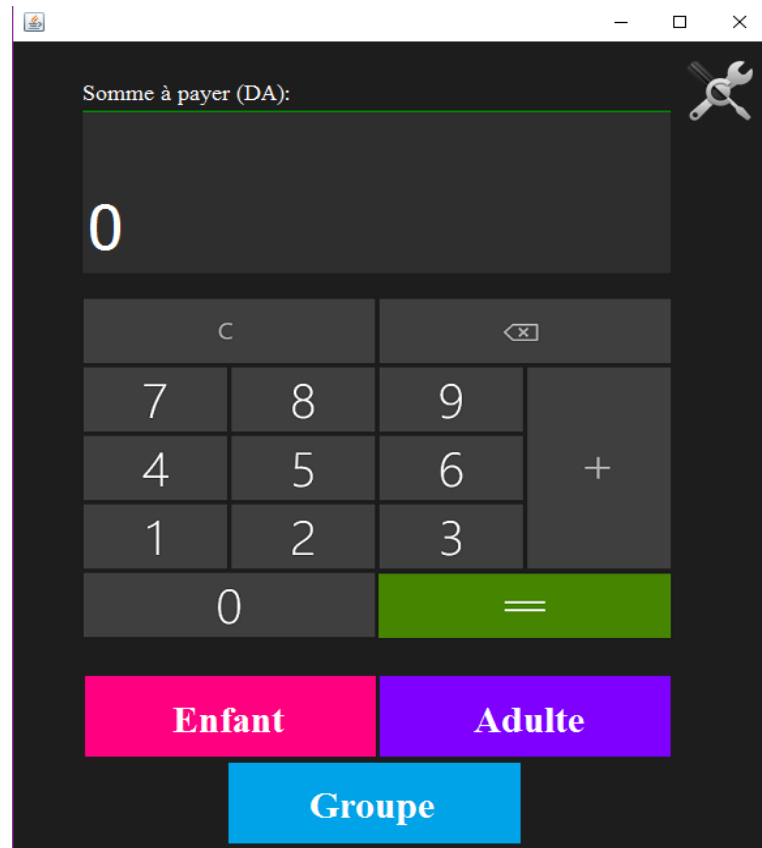 Somme à payer (DA):
0
C
7 8 9
+
4 5 6
1 2 3
0 =
Enfant Adulte
Groupe